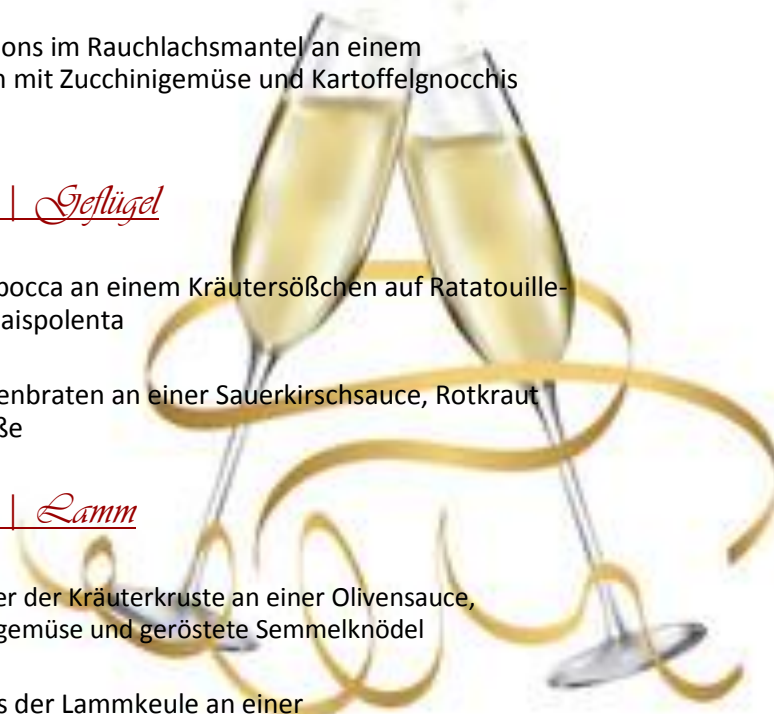 ons im Rauchlachsmantel an einem
n mit Zucchinigemüse und Kartoffelgnocchis
| Geflügel
bocca an einem Kräutersößchen auf Ratatouille-
aispolenta
enbraten an einer Sauerkirschsauce, Rotkraut
ße
| Lamm
er der Kräuterkruste an einer Olivensauce,
gemüse und geröstete Semmelknödel
s der Lammkeule an einer